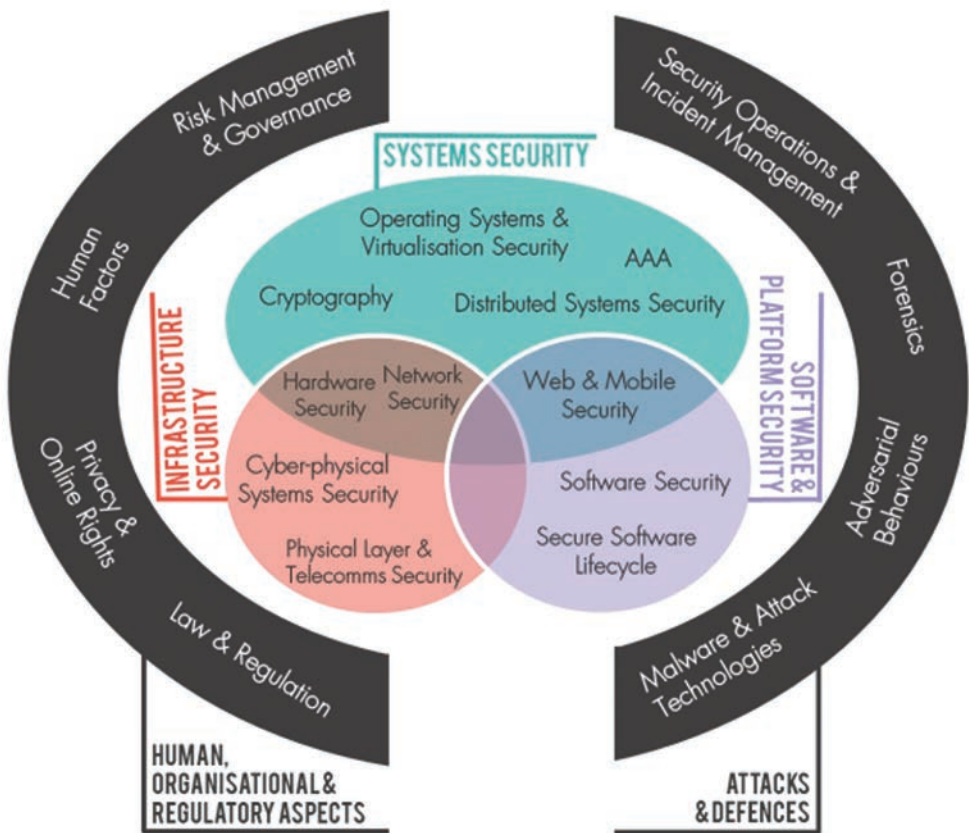 Risk Management
& Governance
Human
Factors
Privacy &
Online Rights
Law & Regulation
HUMAN,
ORGANISATIONAL &
REGULATORY ASPECTS
SYSTEMS SECURITY
Operating Systems &
Virtualisation Security
AAA
Cryptography
Distributed Systems Security
INFRASTRUCTURE
SECURITY
Hardware
Security
Network
Security
Cyber-physical
Systems Security
Physical Layer &
Telecomms Security
Web & Mobile
Security
Software Security
Secure Software
Lifecycle
SOFTWARE &
PLATFORM SECURITY
Security Operations &
Incident Management
Forensics
Adversarial
Behaviours
Malware & Attack
Technologies
ATTACKS
& DEFENCES